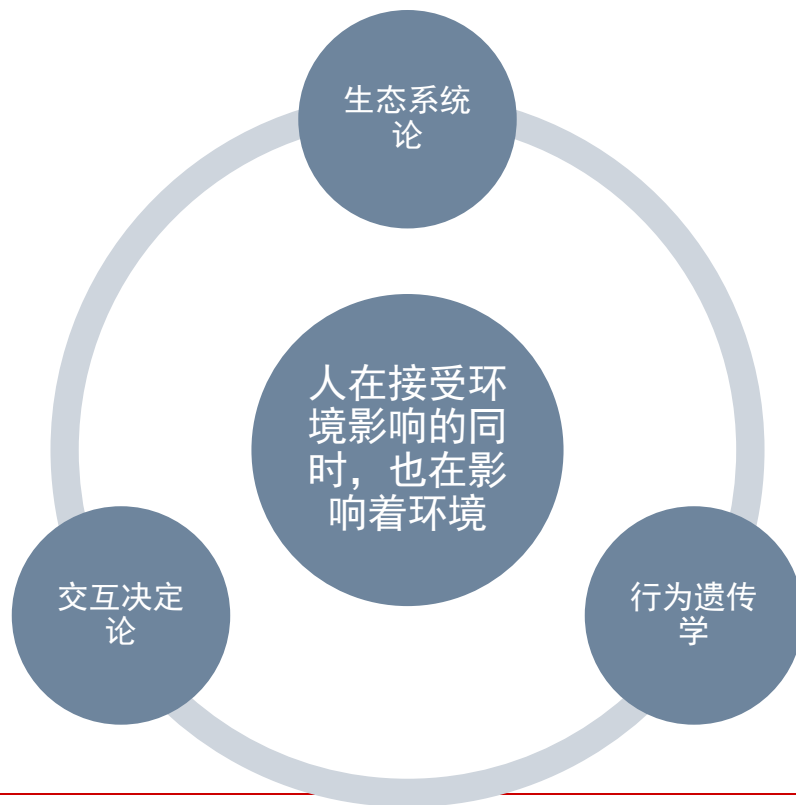 生态系统
论
人在接受环
境影响的同
时，也在影
响着环境
交互决定
论
行为遗传
学